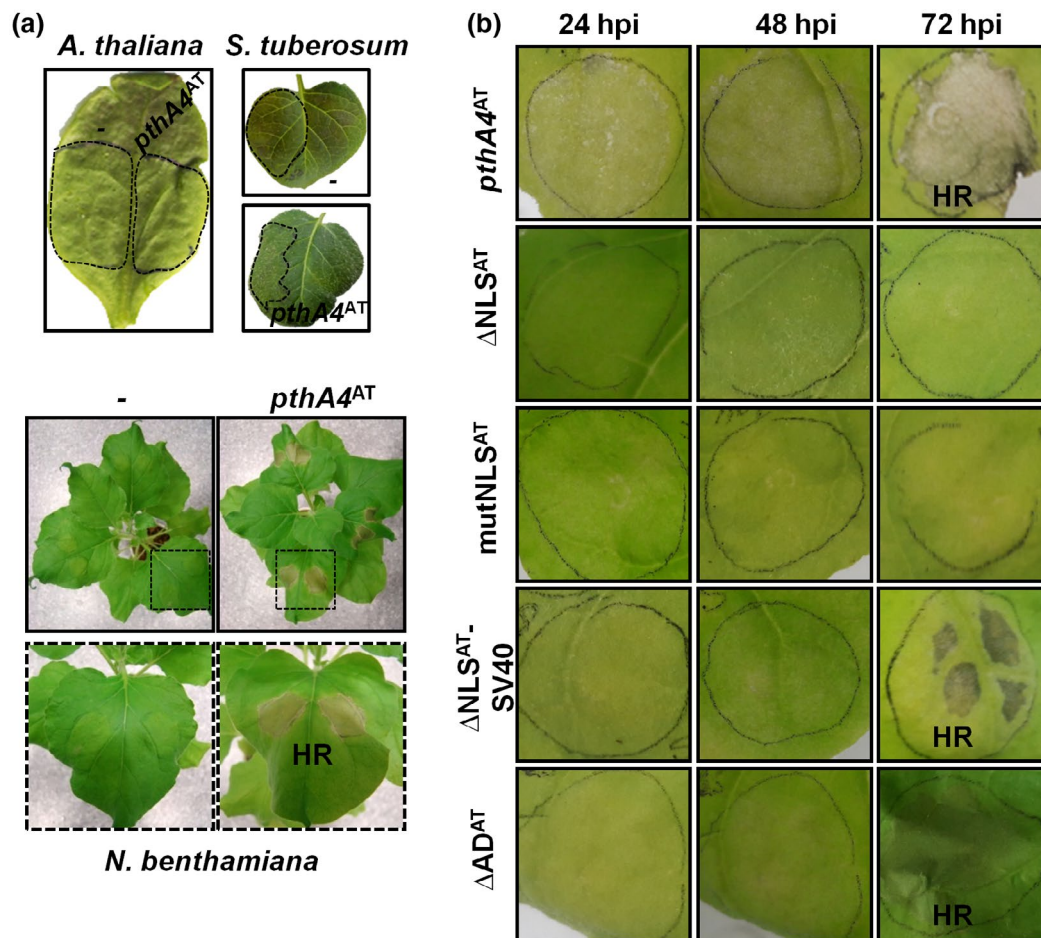 (a)
A. thaliana
S. tuberosum
-
pthA4ᴬᵀ
-
pthA4ᴬᵀ
-
pthA4ᴬᵀ
HR
N. benthamiana
(b)
24 hpi
48 hpi
72 hpi
pthA4ᴬᵀ
HR
ΔNLSᴬᵀ
mutNLSᴬᵀ
ΔNLSᴬᵀ-
SV40
HR
ΔADᴬᵀ
HR